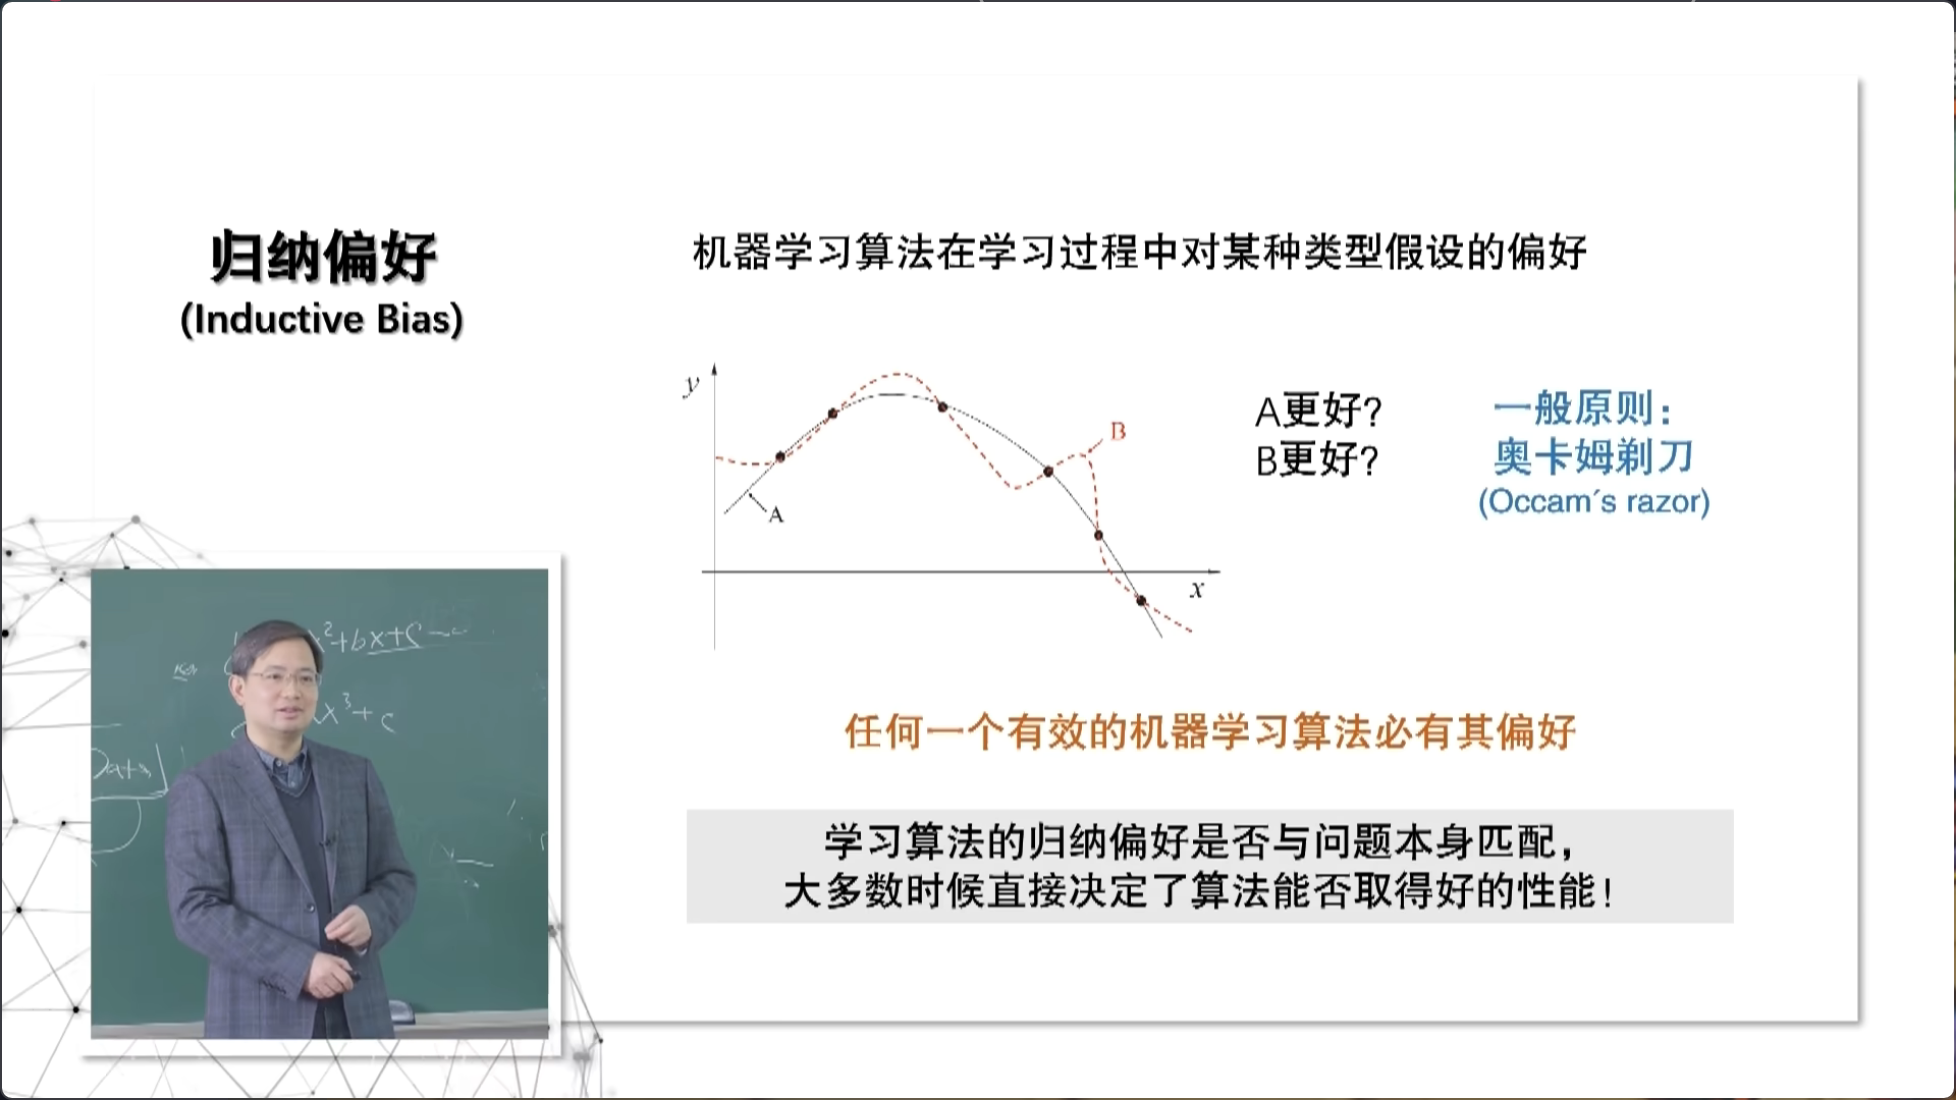 归纳偏好
(Inductive Bias)
机器学习算法在学习过程中对某种类型假设的偏好
y
B
A
x
A更好?
B更好?
一般原则:
奥卡姆剃刀
(Occam´s razor)
任何一个有效的机器学习算法必有其偏好
学习算法的归纳偏好是否与问题本身匹配，
大多数时候直接决定了算法能否取得好的性能!
x²+bx+c
x³+c